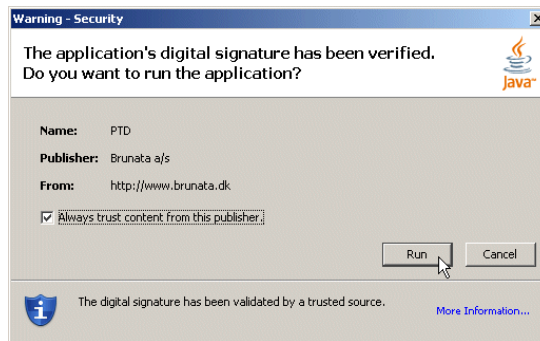 Warning - Security
The application's digital signature has been verified.
Do you want to run the application?
Java
Name: PTD
Publisher: Brunata a/s
From: http://www.brunata.dk
Always trust content from this publisher.
Run Cancel
The digital signature has been validated by a trusted source.
More Information...